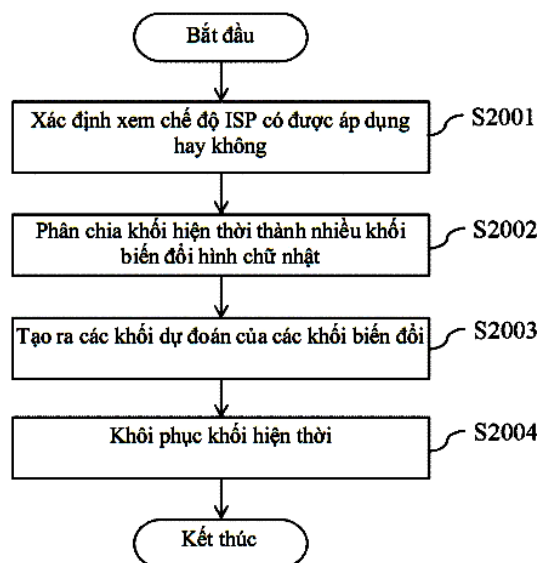 Bắt đầu
Xác định xem chế độ ISP có được áp dụng
hay không
S2001
Phân chia khối hiện thời thành nhiều khối
biến đổi hình chữ nhật
S2002
Tạo ra các khối dự đoán của các khối biến đổi
S2003
Khôi phục khối hiện thời
S2004
Kết thúc